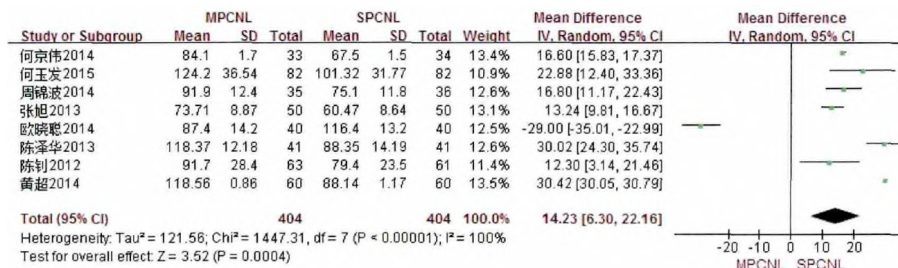 MPCNL SPCNL Mean Difference Mean Difference
Study or Subgroup Mean SD Total Mean SD Total Weight IV, Random, 95% CI IV, Random, 95% CI
何京伟2014 84.1 1.7 33 67.5 1.5 34 13.4% 16.60 [15.83, 17.37]
何玉发2015 124.2 36.54 82 101.32 31.77 82 10.9% 22.88 [12.40, 33.36]
周锦波2014 91.9 12.4 35 75.1 11.8 36 12.6% 16.80 [11.17, 22.43]
张旭2013 73.71 8.87 50 60.47 8.64 50 13.1% 13.24 [9.81, 16.67]
欧晓聪2014 87.4 14.2 40 116.4 13.2 40 12.5% -29.00 [-35.01, -22.99]
陈泽华2013 118.37 12.18 41 88.35 14.19 41 12.6% 30.02 [24.30, 35.74]
陈钊2012 91.7 28.4 63 79.4 23.5 61 11.4% 12.30 [3.14, 21.46]
黄超2014 118.56 0.86 60 88.14 1.17 60 13.5% 30.42 [30.05, 30.79]
Total (95% CI) 404 404 100.0% 14.23 [6.30, 22.16]
Heterogeneity: Tau² = 121.56; Chi² = 1447.31, df = 7 (P < 0.00001); I² = 100%
Test for overall effect: Z = 3.52 (P = 0.0004)
-20 -10 0 10 20
MPCNL SPCNL